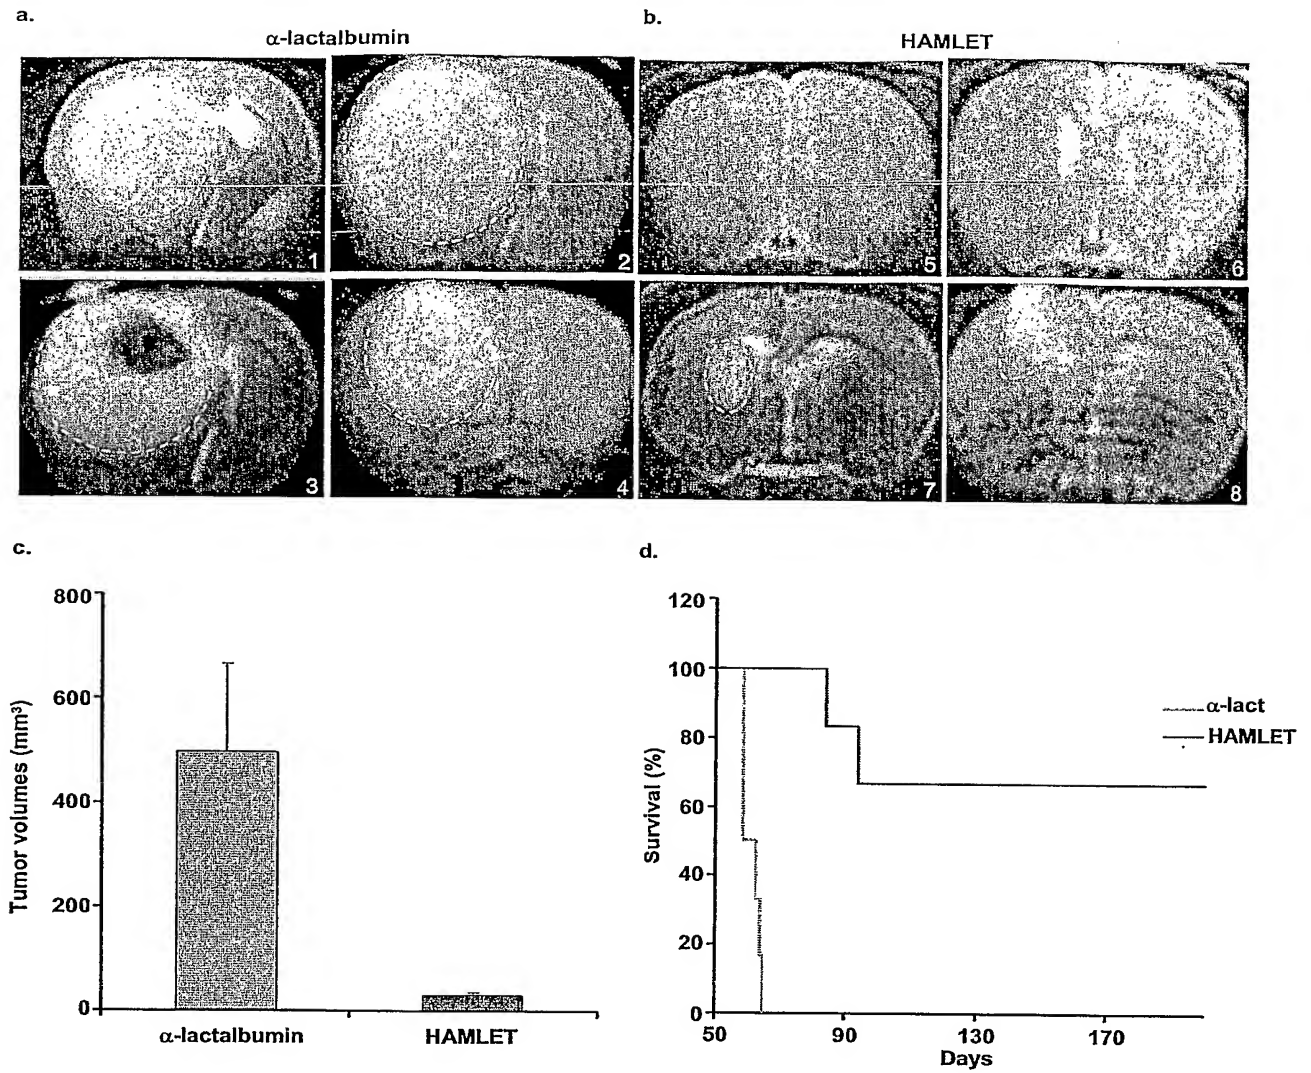 a.
α-lactalbumin
1
2
3
4
b.
HAMLET
5
6
7
8
c.
Tumor volumes (mm³)
800
600
400
200
0
α-lactalbumin
HAMLET
d.
Survival (%)
120
100
80
60
40
20
0
50
90
130
170
Days
α-lact
HAMLET